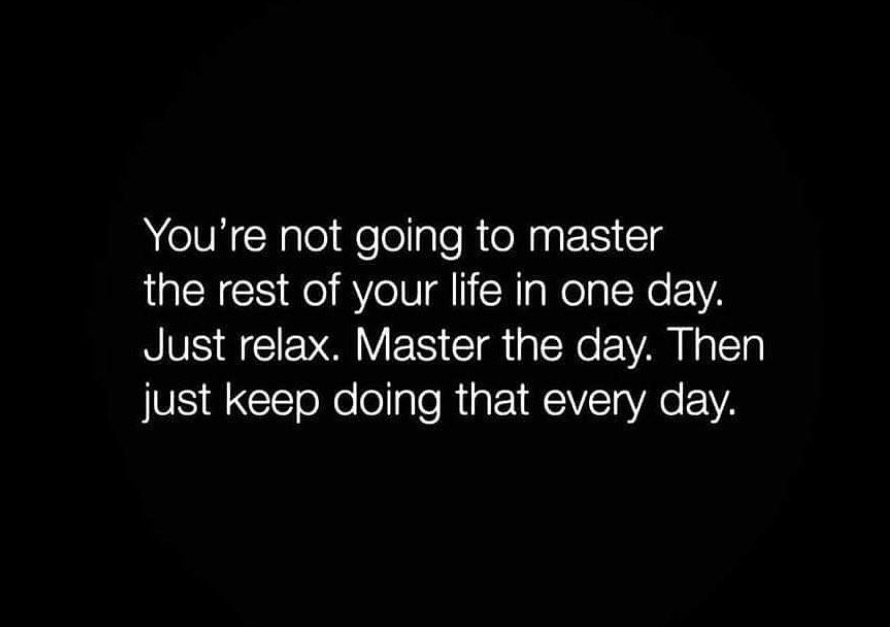 You’re not going to master
the rest of your life in one day.
Just relax. Master the day. Then
just keep doing that every day.